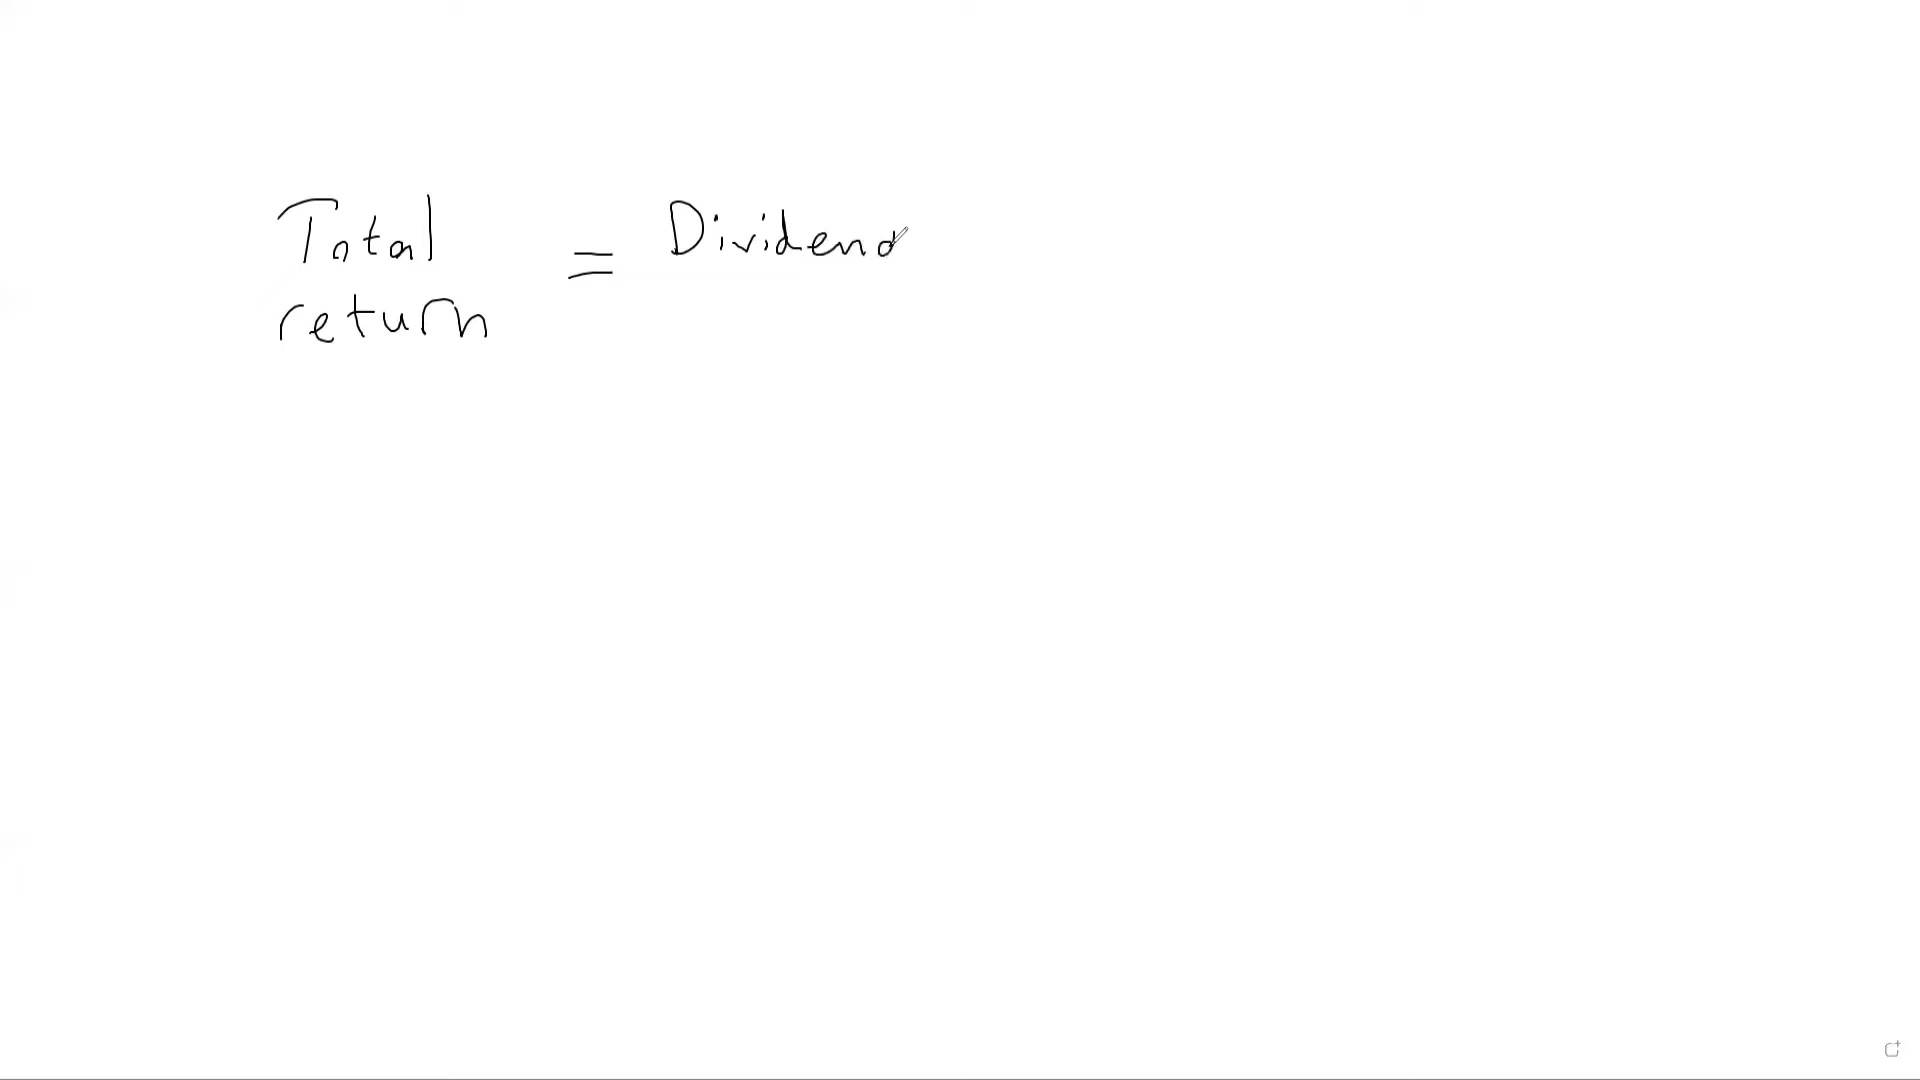 Total = Dividend
return